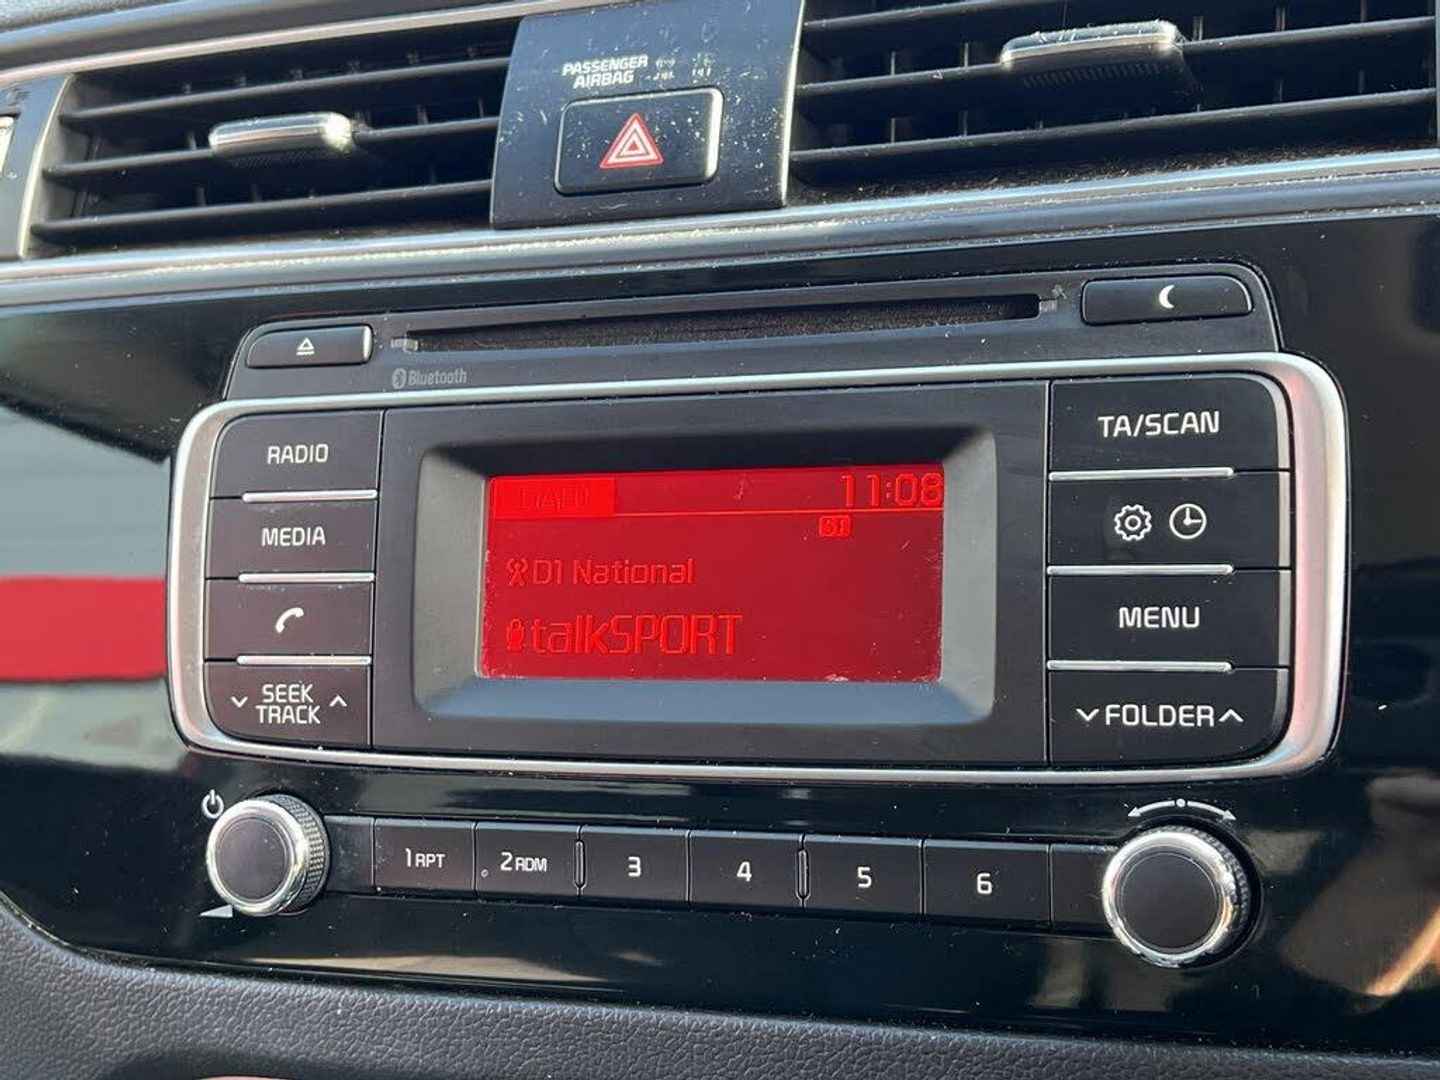 PASSENGER
AIRBAG
Bluetooth
RADIO
MEDIA
SEEK
TRACK
11:08
D1 National
talkSPORT
TA/SCAN
MENU
FOLDER
1 RPT
2 RDM
3
4
5
6